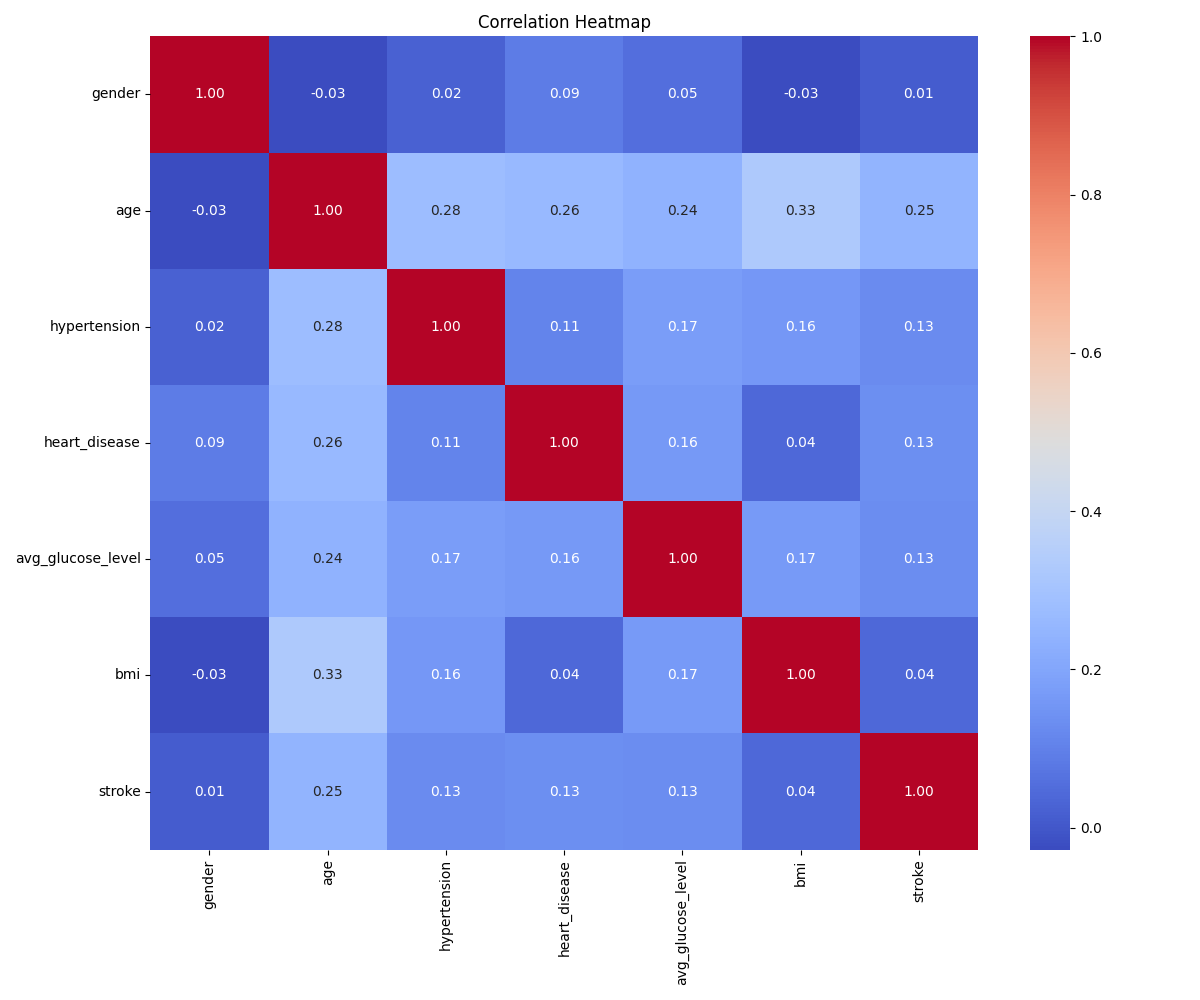 Correlation Heatmap
gender 1.00 -0.03 0.02 0.09 0.05 -0.03 0.01
age -0.03 1.00 0.28 0.26 0.24 0.33 0.25
hypertension 0.02 0.28 1.00 0.11 0.17 0.16 0.13
heart_disease 0.09 0.26 0.11 1.00 0.16 0.04 0.13
avg_glucose_level 0.05 0.24 0.17 0.16 1.00 0.17 0.13
bmi -0.03 0.33 0.16 0.04 0.17 1.00 0.04
stroke 0.01 0.25 0.13 0.13 0.13 0.04 1.00
gender age hypertension heart_disease avg_glucose_level bmi stroke
1.0
0.8
0.6
0.4
0.2
0.0